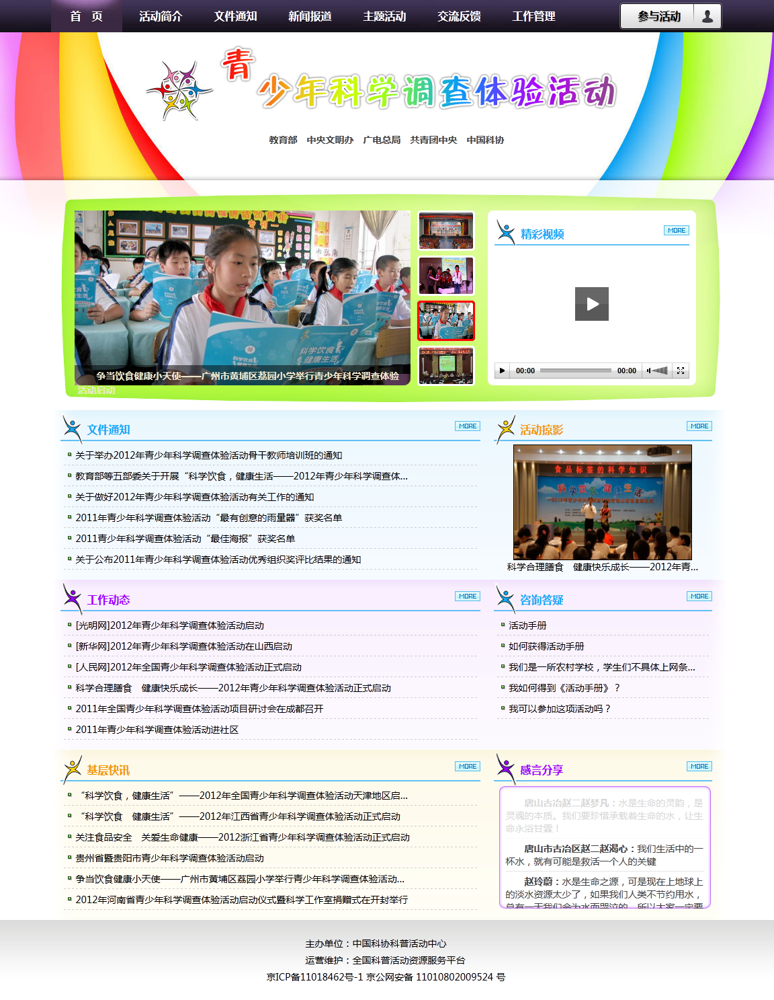 首　页　活动简介　文件通知　新闻报道　主题活动　交流反馈　工作管理　参与活动
青少年科学调查体验活动
教育部　中央文明办　广电总局　共青团中央　中国科协
精彩视频　MORE
科学饮食
健康生活
争当饮食健康小天使——广州市黄埔区荔园小学举行青少年科学调查体验
活动启动
00:00　00:00
文件通知　MORE
关于举办2012年青少年科学调查体验活动骨干教师培训班的通知
教育部等五部委关于开展“科学饮食，健康生活——2012年青少年科学调查体...
关于做好2012年青少年科学调查体验活动有关工作的通知
2011年青少年科学调查体验活动“最有创意的雨量器”获奖名单
2011青少年科学调查体验活动“最佳海报”获奖名单
关于公布2011年青少年科学调查体验活动优秀组织奖评比结果的通知
活动掠影　MORE
食品标签的科学知识
科学饮食 健康生活
科学合理膳食　健康快乐成长——2012年青...
工作动态　MORE
[光明网]2012年青少年科学调查体验活动启动
[新华网]2012年青少年科学调查体验活动在山西启动
[人民网]2012年全国青少年科学调查体验活动正式启动
科学合理膳食　健康快乐成长——2012年青少年科学调查体验活动正式启动
2011年全国青少年科学调查体验活动项目研讨会在成都召开
2011年青少年科学调查体验活动进社区
咨询答疑　MORE
活动手册
如何获得活动手册
我们是一所农村学校，学生们不具体上网条...
我如何得到《活动手册》？
我可以参加这项活动吗？
基层快讯　MORE
“科学饮食，健康生活”——2012年全国青少年科学调查体验活动天津地区启...
“科学饮食　健康生活”——2012年江西省青少年科学调查体验活动正式启动
关注食品安全　关爱生命健康——2012浙江省青少年科学调查体验活动正式启动
贵州省暨贵阳市青少年科学调查体验活动启动
争当饮食健康小天使——广州市黄埔区荔园小学举行青少年科学调查体验活动...
2012年河南省青少年科学调查体验活动启动仪式暨科学工作室捐赠式在开封举行
感言分享　MORE
唐山古冶赵二赵梦凡：水是生命的灵韵，是
灵魂的本质。我们要珍惜承载着生命的水，让生
命永浴甘霖！
唐山市古冶区赵二赵渴心：我们生活中的一
杯水，就有可能是救活一个人的关键
赵玲蔚：水是生命之源，可是现在上地球上
的淡水资源太少了，如果我们人类不节约用水，
总有一天我们会为水而哭泣的。所以大家一定要
主办单位：中国科协科普活动中心
运营维护：全国科普活动资源服务平台
京ICP备11018462号-1 京公网安备 11010802009524 号